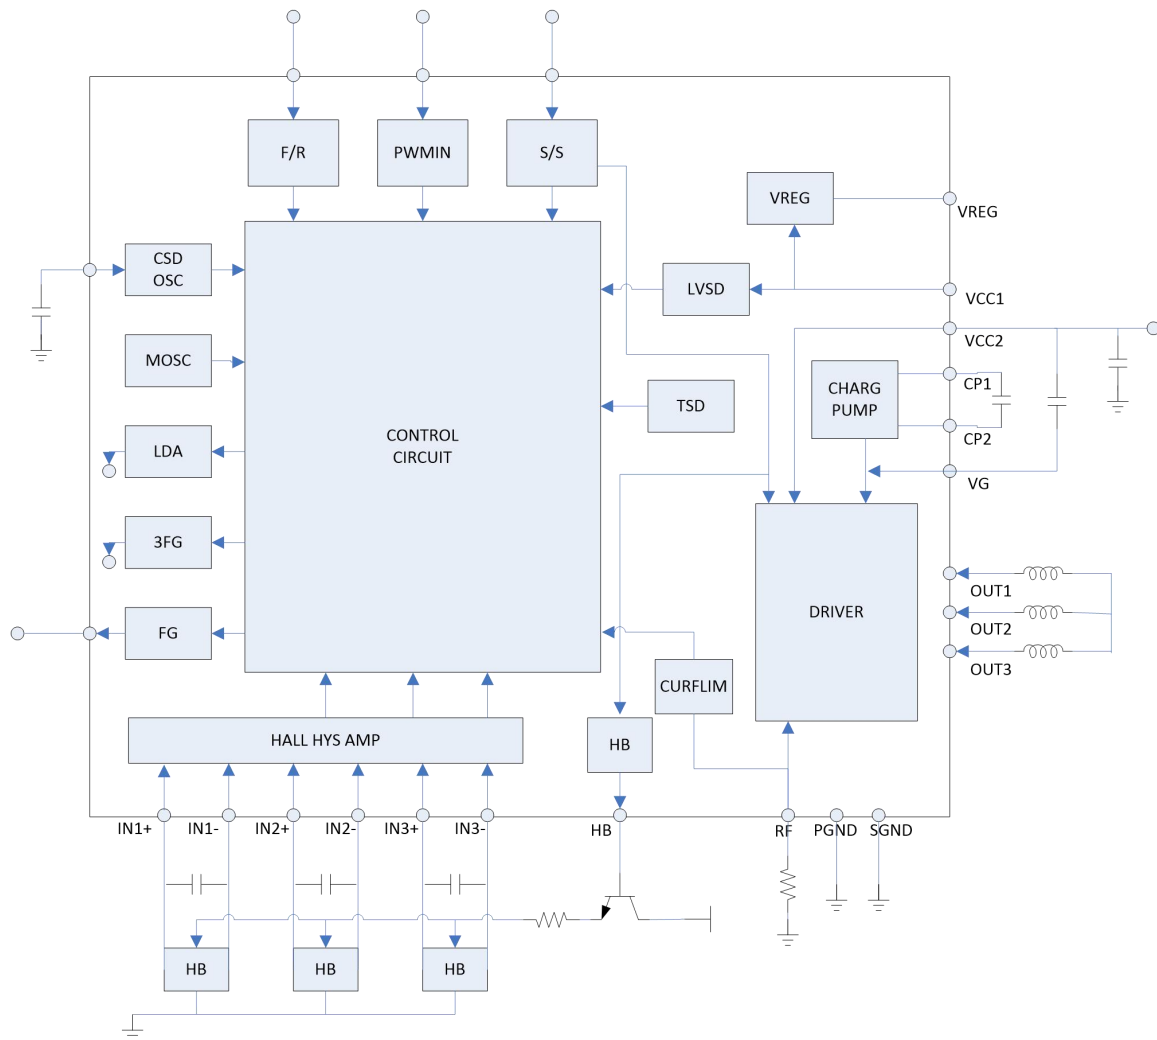 F/R
PWMIN
S/S
VREG
VREG
CSD
OSC
LVSD
VCC1
VCC2
MOSC
CHARG
PUMP
CP1
TSD
CP2
CONTROL
CIRCUIT
LDA
VG
3FG
OUT1
DRIVER
OUT2
FG
OUT3
CURFLIM
HALL HYS AMP
HB
IN1+
IN1-
IN2+
IN2-
IN3+
IN3-
HB
RF
PGND
SGND
HB
HB
HB